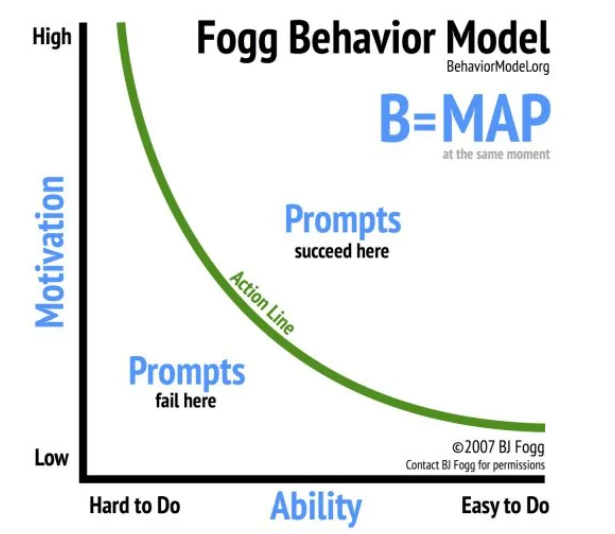 High
Fogg Behavior Model
BehaviorModel.org
B=MAP
at the same moment
Motivation
Prompts
succeed here
Action Line
Prompts
fail here
Low
©2007 BJ Fogg
Contact BJ Fogg for permissions
Hard to Do
Ability
Easy to Do